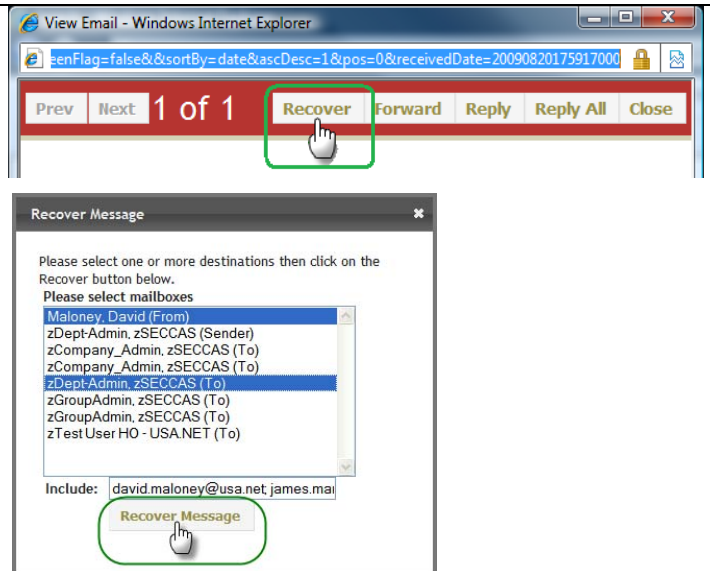 View Email - Windows Internet Explorer
eenFlag=false&&sortBy=date&ascDesc=1&pos=0&receivedDate=20090820175917000
Prev Next 1 of 1 Recover Forward Reply Reply All Close
Recover Message
Please select one or more destinations then click on the
Recover button below.
Please select mailboxes
Maloney, David (From)
zDept-Admin, zSECCAS (Sender)
zCompany_Admin, zSECCAS (To)
zCompany_Admin, zSECCAS (To)
zDept-Admin, zSECCAS (To)
zGroupAdmin, zSECCAS (To)
zGroupAdmin, zSECCAS (To)
zTest User HO - USA.NET (To)
Include: david.maloney@usa.net; james.mar
Recover Message